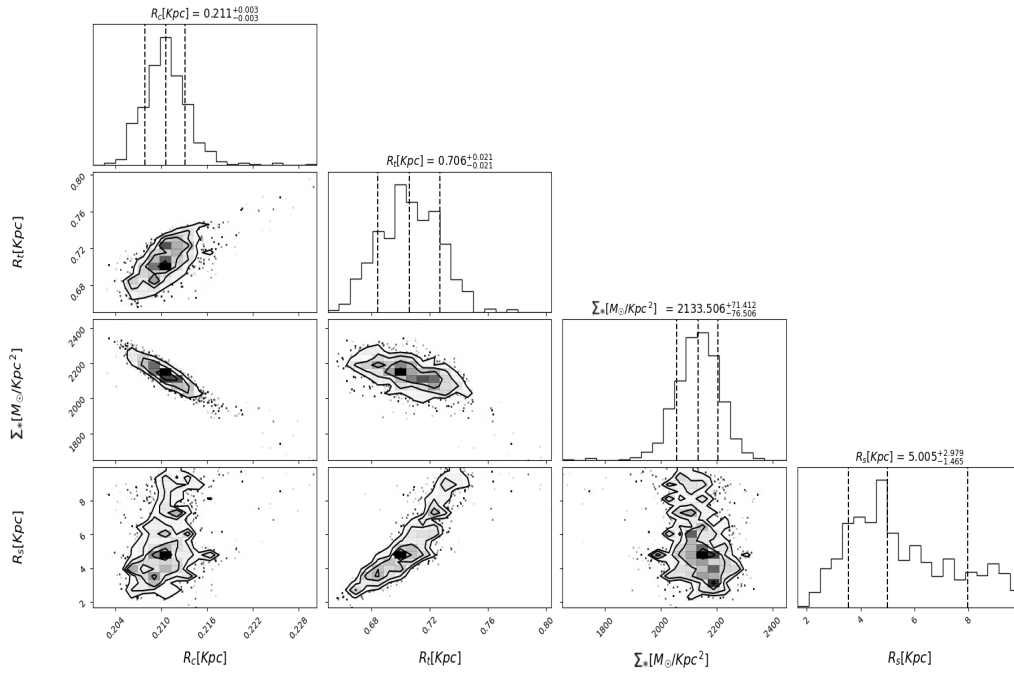 R_c[Kpc] = 0.211^{+0.003}_{-0.003}
R_t[Kpc] = 0.706^{+0.021}_{-0.021}
Σ_*[M_⊙/Kpc^2] = 2133.506^{+71.412}_{-76.506}
R_s[Kpc] = 5.005^{+2.979}_{-1.465}
R_t[Kpc]
0.80
0.76
0.72
0.68
Σ_*[M_⊙/Kpc^2]
2400
2200
2000
1800
R_s[Kpc]
8
6
4
2
0.204 0.210 0.216 0.222 0.228
0.68 0.72 0.76 0.80
1800 2000 2200 2400
2 4 6 8
R_c[Kpc]
R_t[Kpc]
Σ_*[M_⊙/Kpc^2]
R_s[Kpc]